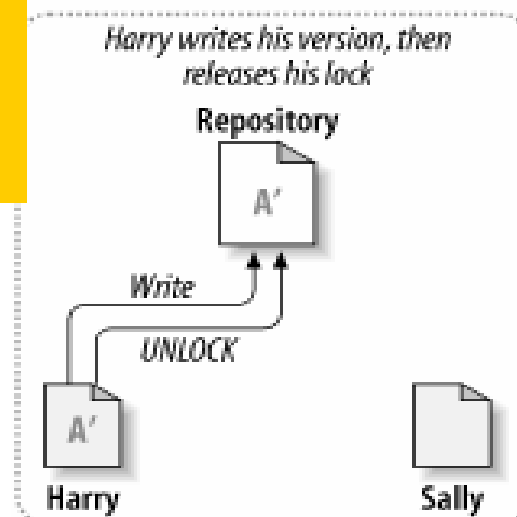 Harry writes his version, then
releases his lock
Repository
A′
Write
UNLOCK
A′
Harry
Sally